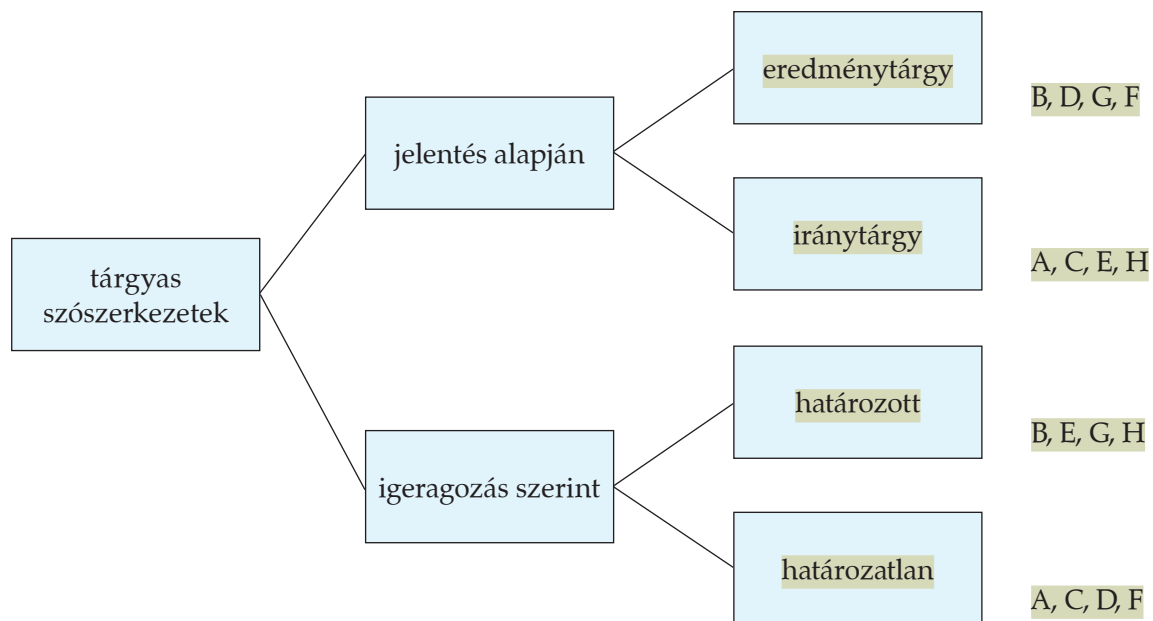 eredménytárgy
B, D, G, F
jelentés alapján
iránytárgy
A, C, E, H
tárgyas
szószerkezetek
határozott
B, E, G, H
igeragozás szerint
határozatlan
A, C, D, F